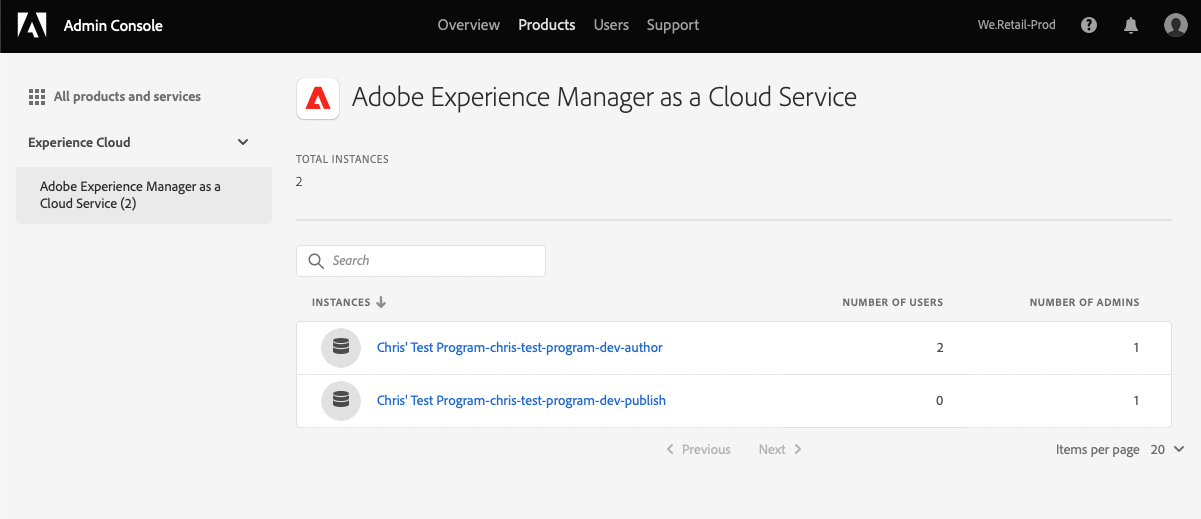 Admin Console
Overview Products Users Support
We.Retail-Prod
All products and services
Experience Cloud
Adobe Experience Manager as a
Cloud Service (2)
Adobe Experience Manager as a Cloud Service
TOTAL INSTANCES
2
Search
INSTANCES NUMBER OF USERS NUMBER OF ADMINS
Chris' Test Program-chris-test-program-dev-author 2 1
Chris' Test Program-chris-test-program-dev-publish 0 1
Previous Next Items per page 20